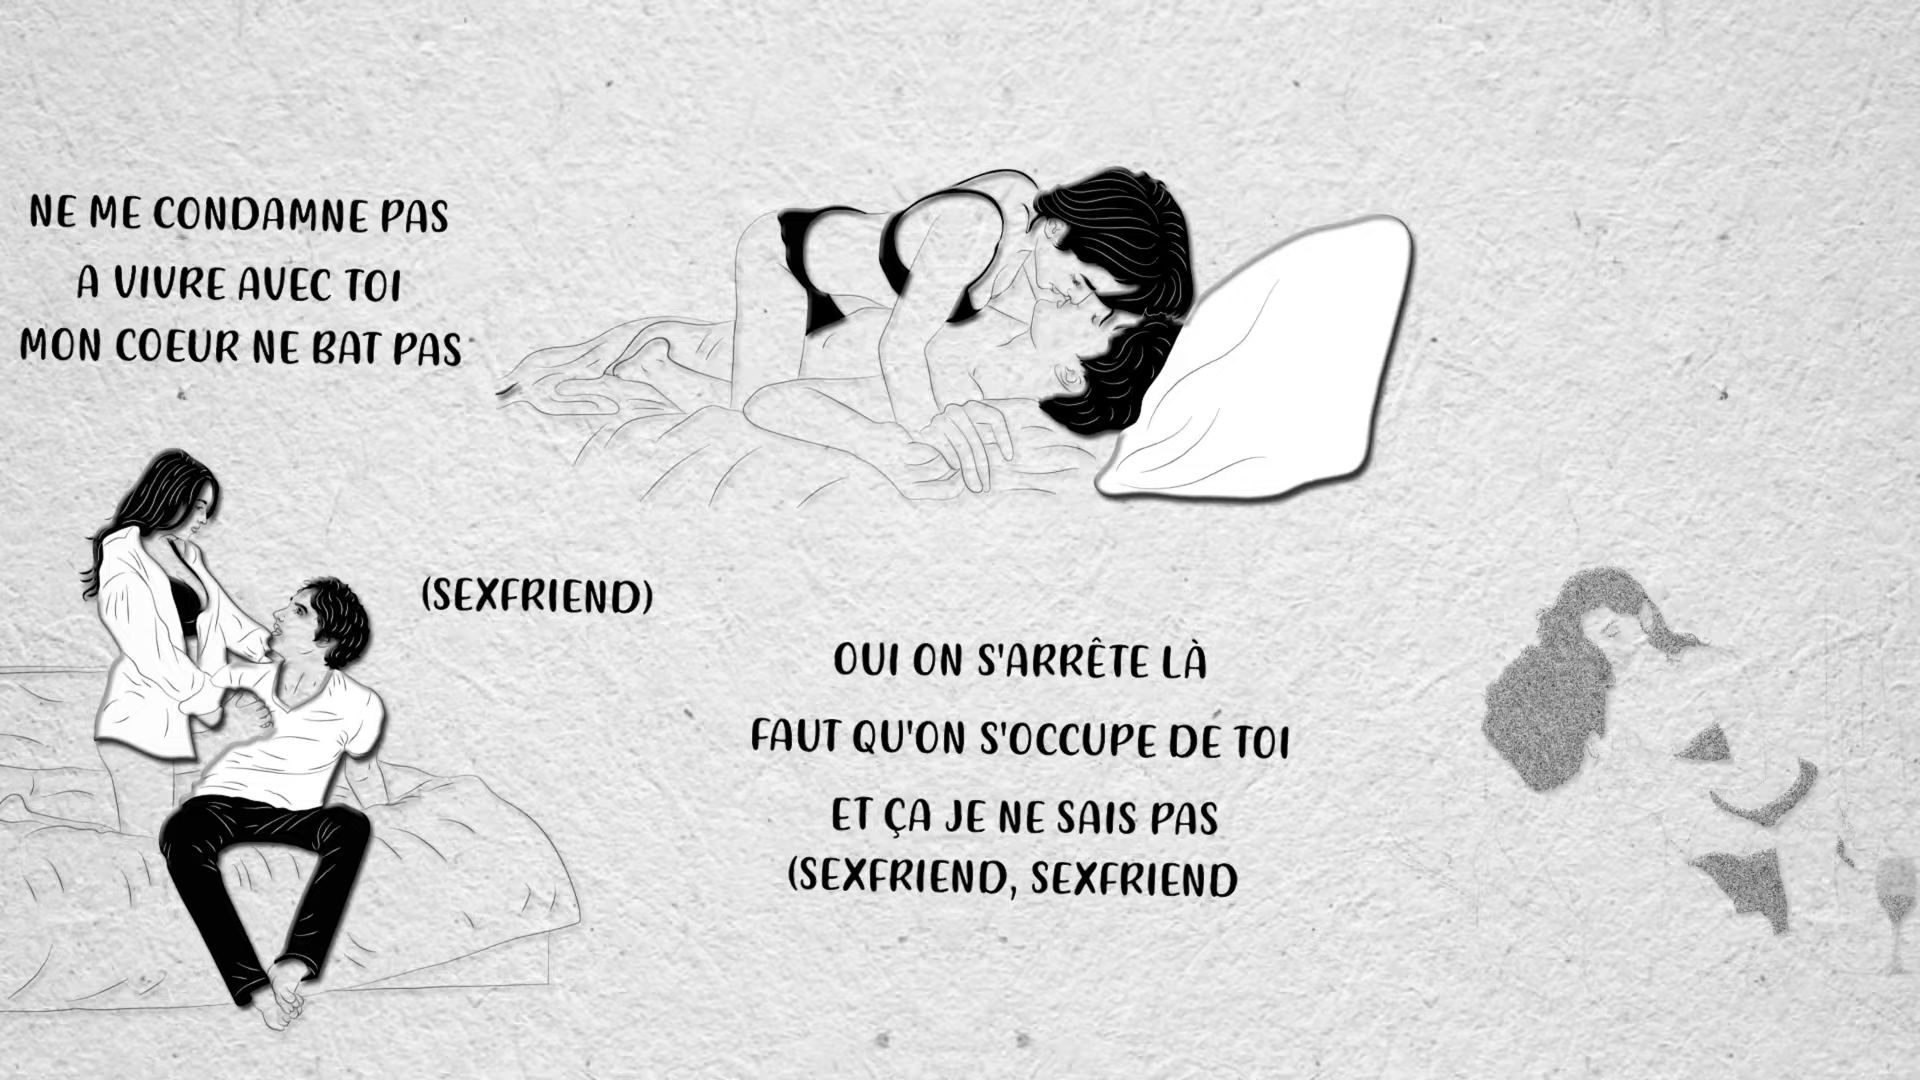 NE ME CONDAMNE PAS
A VIVRE AVEC TOI
MON COEUR NE BAT PAS
(SEXFRIEND)
OUI ON S'ARRÊTE LÀ
FAUT QU'ON S'OCCUPE DE TOI
ET ÇA JE NE SAIS PAS
(SEXFRIEND, SEXFRIEND